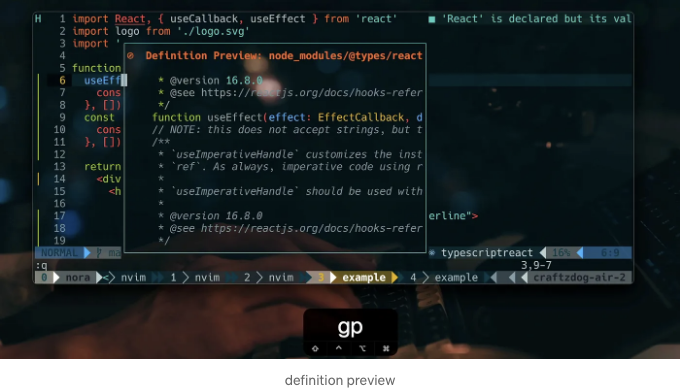 H 1 import React, { useCallback, useEffect } from 'react' ■ 'React' is declared but its val
2 import logo from './logo.svg'
3 import '
4 ⊗ Definition Preview: node_modules/@types/react
5 function
6 useEff * @version 16.8.0
7 cons * @see https://reactjs.org/docs/hooks-refer
8 }, []) */
9 const function useEffect(effect: EffectCallback, d
10 cons // NOTE: this does not accept strings, but t
11 }, []) /**
12 * `useImperativeHandle` customizes the inst
13 return * `ref`. As always, imperative code using r
14 <div *
15 <h * `useImperativeHandle` should be used with
16 *
17 * @version 16.8.0 erline">
18 * @see https://reactjs.org/docs/hooks-refer
19 */
NORMAL ma typescriptreact 16% 6:9
:q 3,9-7
0 nora <> nvim 1 > nvim 2 > nvim 3 > example 4 > example craftzdog-air-2
gp
⇧ ^ ⌥ ⌘
definition preview